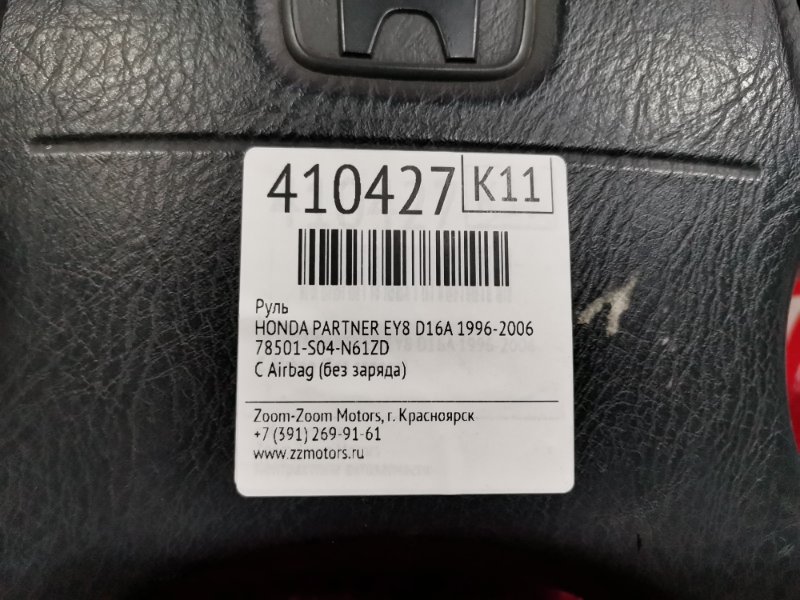 410427 K11
Руль
HONDA PARTNER EY8 D16A 1996-2006
78501-S04-N61ZD
С Airbag (без заряда)
Zoom-Zoom Motors, г. Красноярск
+7 (391) 269-91-61
www.zzmotors.ru